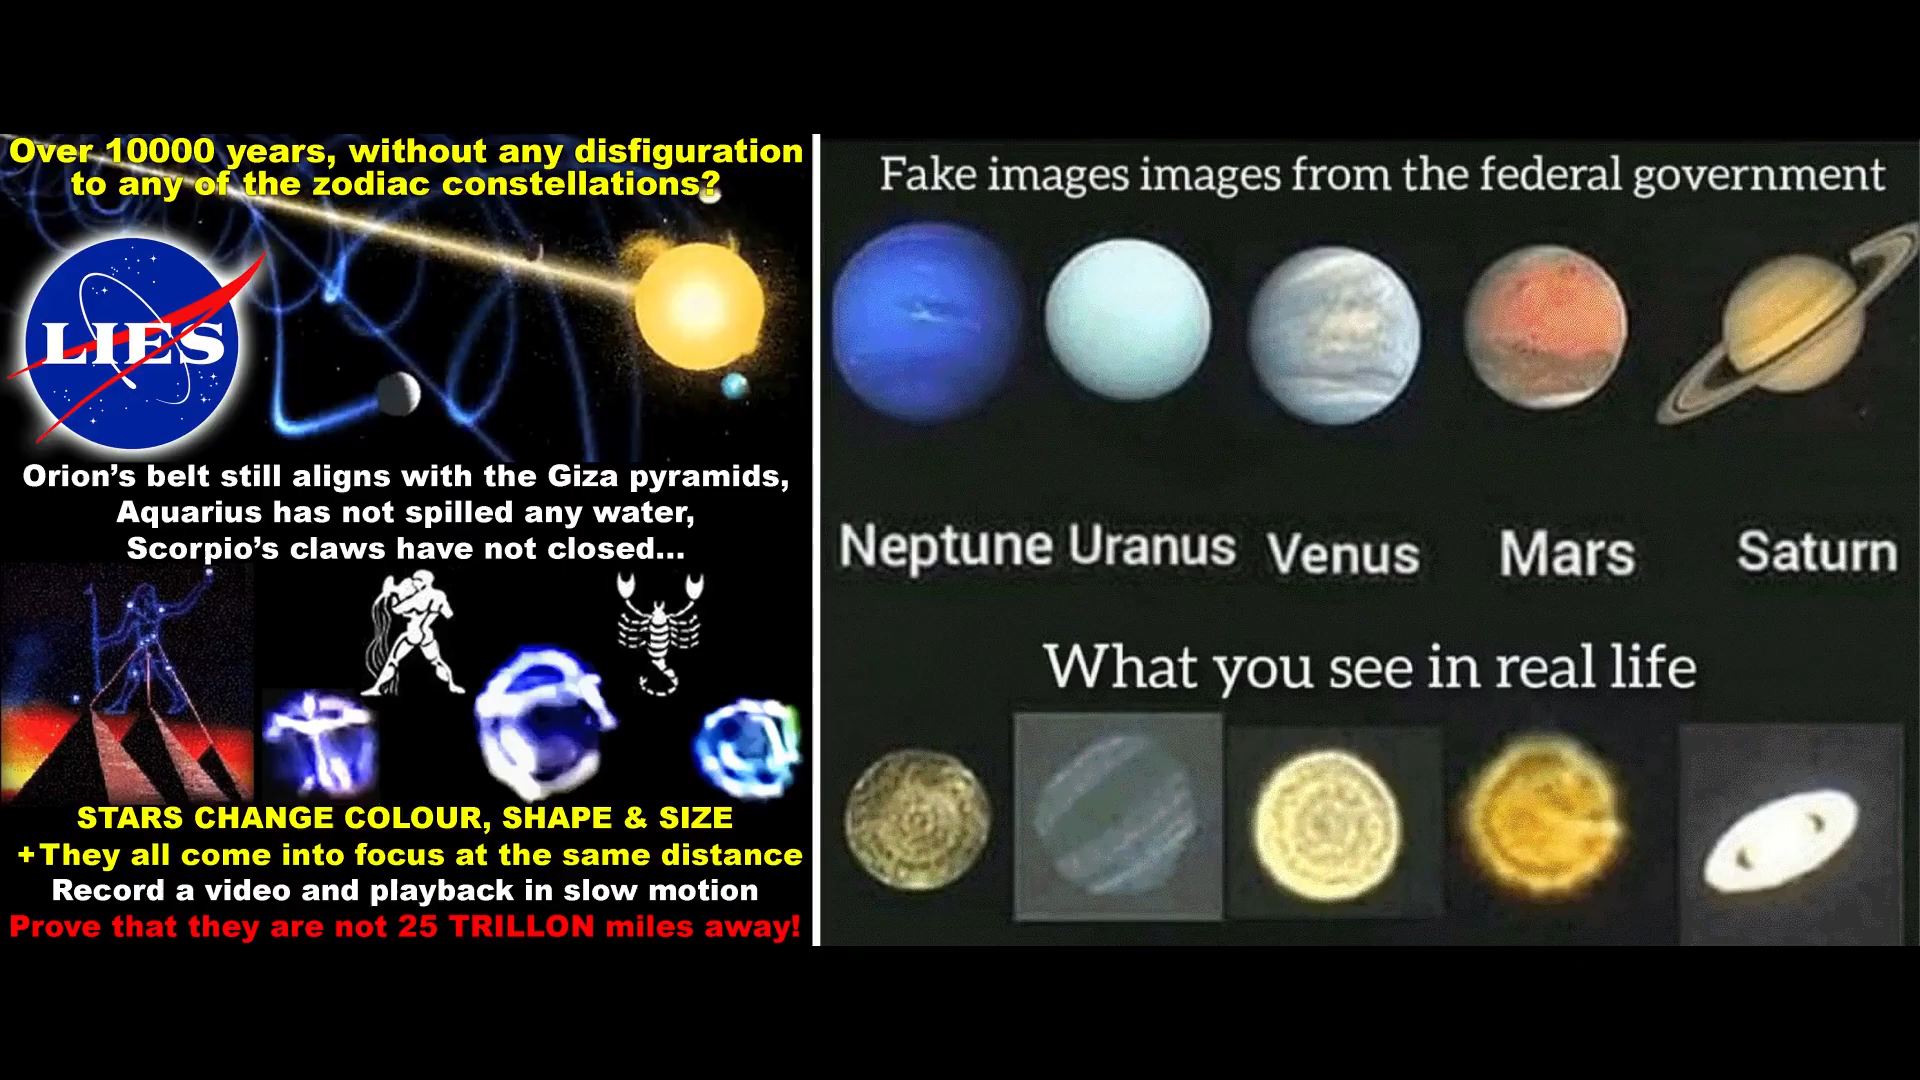 Over 10000 years, without any disfiguration
to any of the zodiac constellations?
LIES
Orion's belt still aligns with the Giza pyramids,
Aquarius has not spilled any water,
Scorpio's claws have not closed...
STARS CHANGE COLOUR, SHAPE & SIZE
+They all come into focus at the same distance
Record a video and playback in slow motion
Prove that they are not 25 TRILLON miles away!
Fake images images from the federal government
Neptune Uranus Venus Mars Saturn
What you see in real life